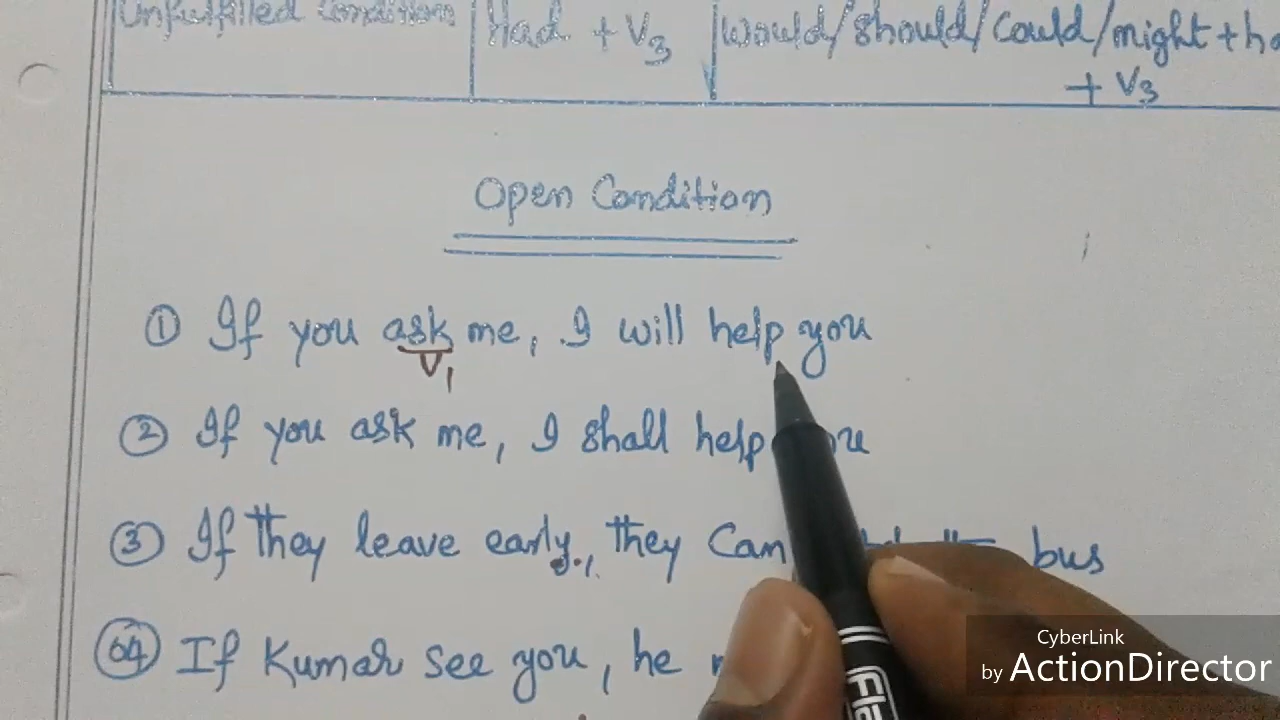 Unfulfilled Condition Had + V3 would/should/could/might + ha
+ V3
Open Condition
① If you ask me, I will help you
V1
② If you ask me, I shall help
③ If they leave early, they can bus
04 If Kumar see you, he
CyberLink
by ActionDirector
Fla